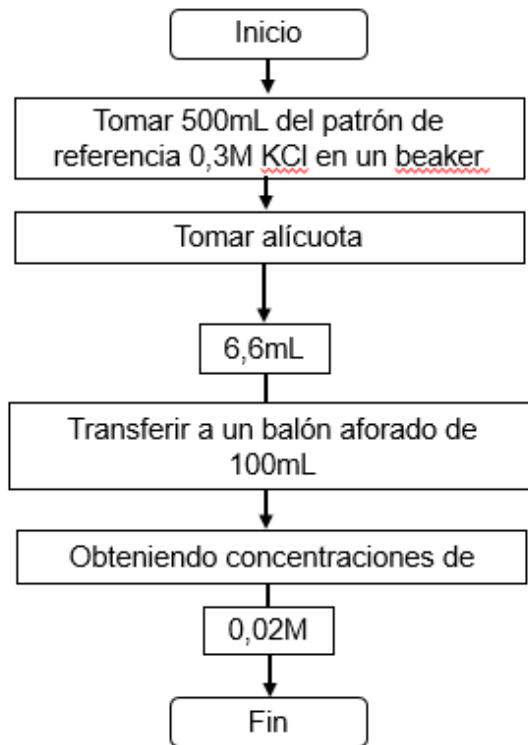 Inicio
Tomar 500mL del patrón de
referencia 0,3M KCl en un beaker
Tomar alícuota
6,6mL
Transferir a un balón aforado de
100mL
Obteniendo concentraciones de
0,02M
Fin